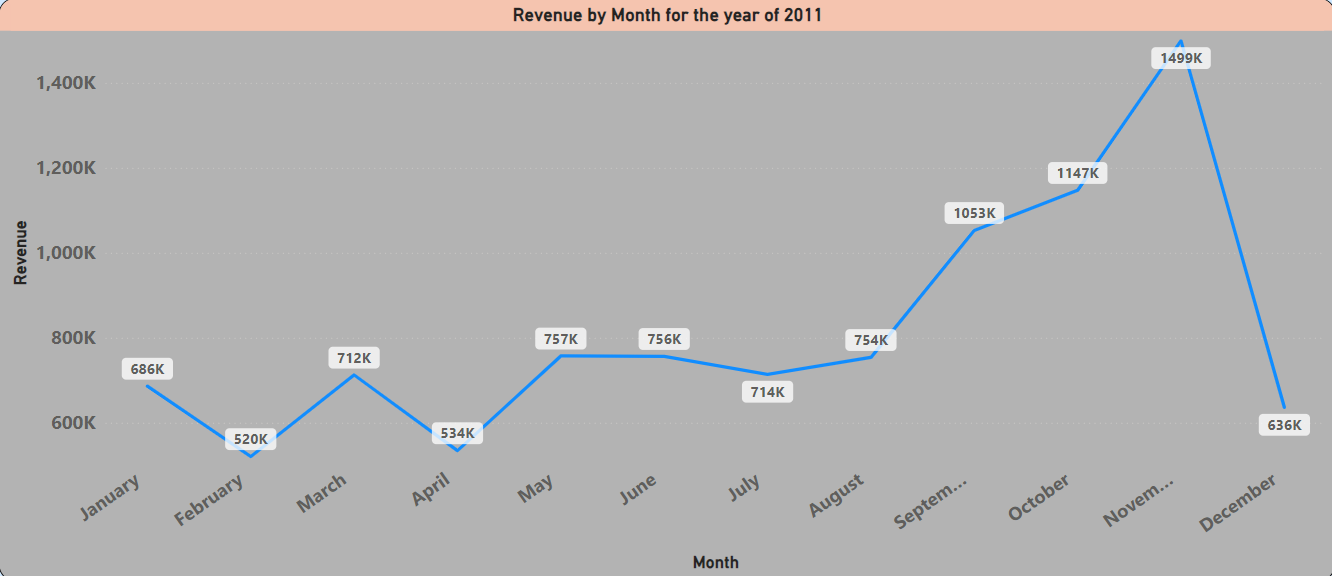 Revenue by Month for the year of 2011
Revenue
1,400K
1,200K
1,000K
800K
600K
686K
520K
712K
534K
757K
756K
714K
754K
1053K
1147K
1499K
636K
January
February
March
April
May
June
July
August
Septem...
October
Novem...
December
Month